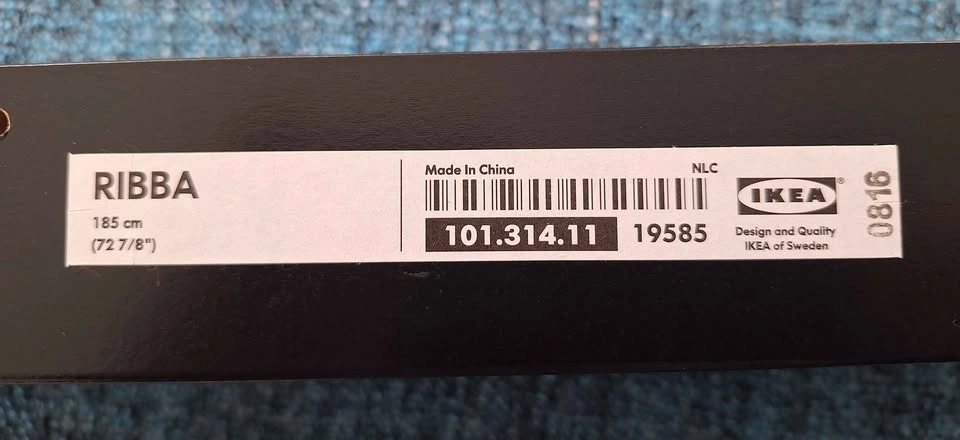 RIBBA
185 cm
(72 7/8")
Made In China
NLC
101.314.11
19585
IKEA®
Design and Quality
IKEA of Sweden
0816